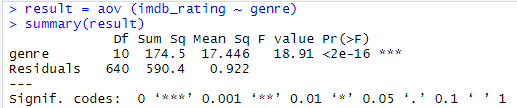 > result = aov (imdb_rating ~ genre)
> summary(result)
Df Sum Sq Mean Sq F value Pr(>F)
genre 10 174.5 17.446 18.91 <2e-16 ***
Residuals 640 590.4 0.922
---
Signif. codes: 0 ‘***’ 0.001 ‘**’ 0.01 ‘*’ 0.05 ‘.’ 0.1 ‘ ’ 1